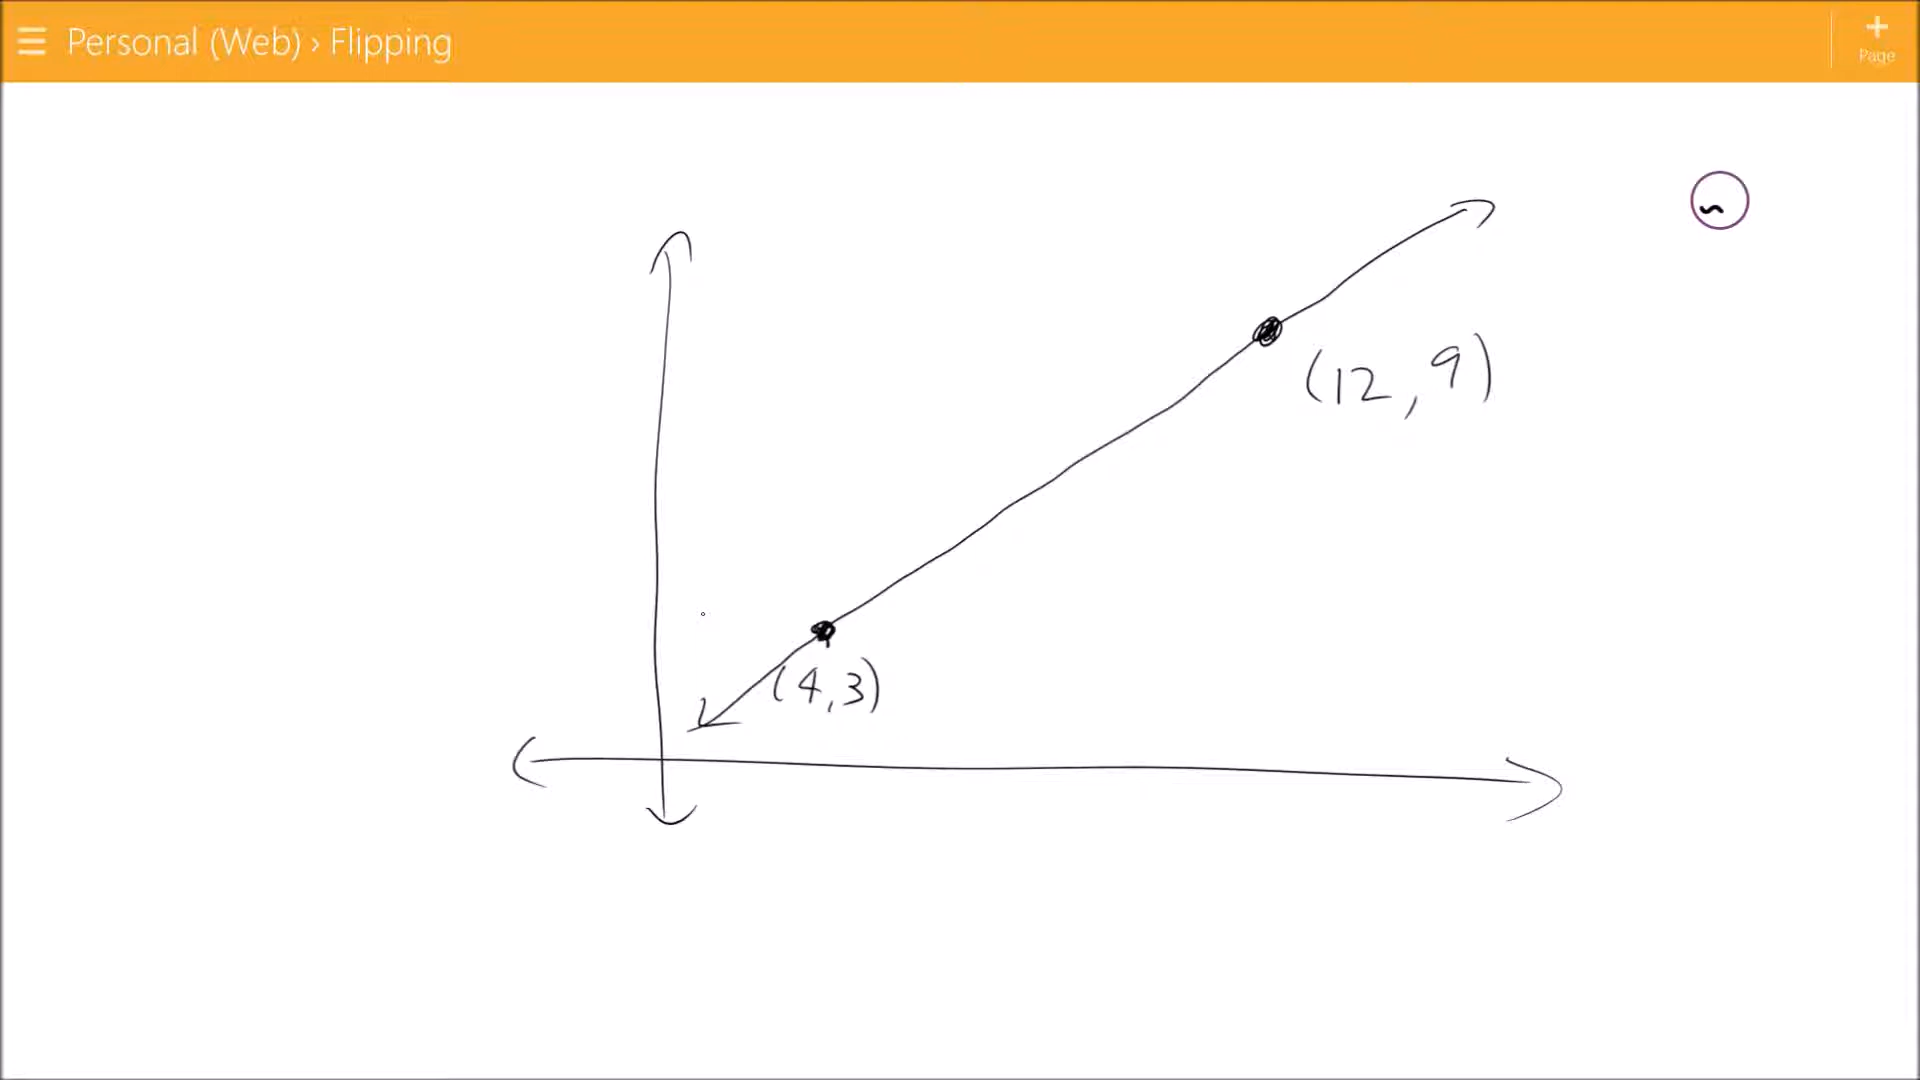 Personal (Web) › Flipping
Page
(12, 9)
(4,3)